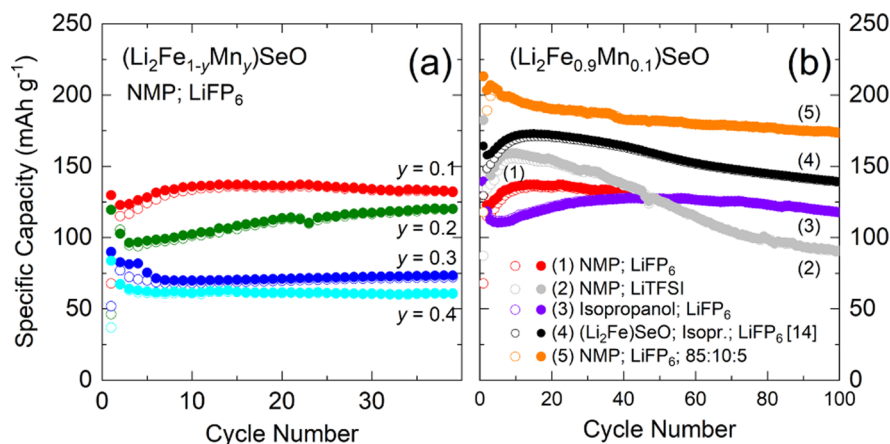 (Li₂Fe₁₋yMny)SeO
(a)
NMP; LiFP₆
y = 0.1
y = 0.2
y = 0.3
y = 0.4
Specific Capacity (mAh g⁻¹)
250
200
150
100
50
0
0 10 20 30
Cycle Number
(Li₂Fe₀.₉Mn₀.₁)SeO
(b)
(5)
(4)
(1)
(3)
(2)
(1) NMP; LiFP₆
(2) NMP; LiTFSI
(3) Isopropanol; LiFP₆
(4) (Li₂Fe)SeO; Isopr.; LiFP₆ [14]
(5) NMP; LiFP₆; 85:10:5
250
200
150
100
50
0
0 20 40 60 80 100
Cycle Number